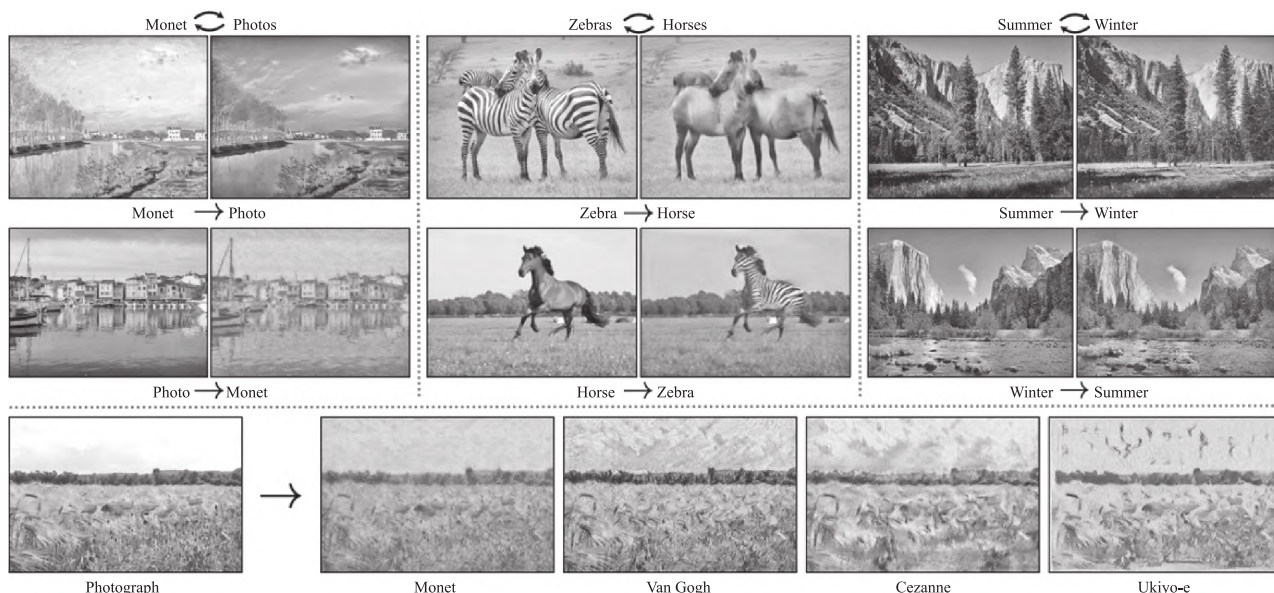 Monet Photos
Zebras Horses
Summer Winter
Monet → Photo
Zebra → Horse
Summer → Winter
Photo → Monet
Horse → Zebra
Winter → Summer
Photograph
Monet
Van Gogh
Cezanne
Ukiyo-e